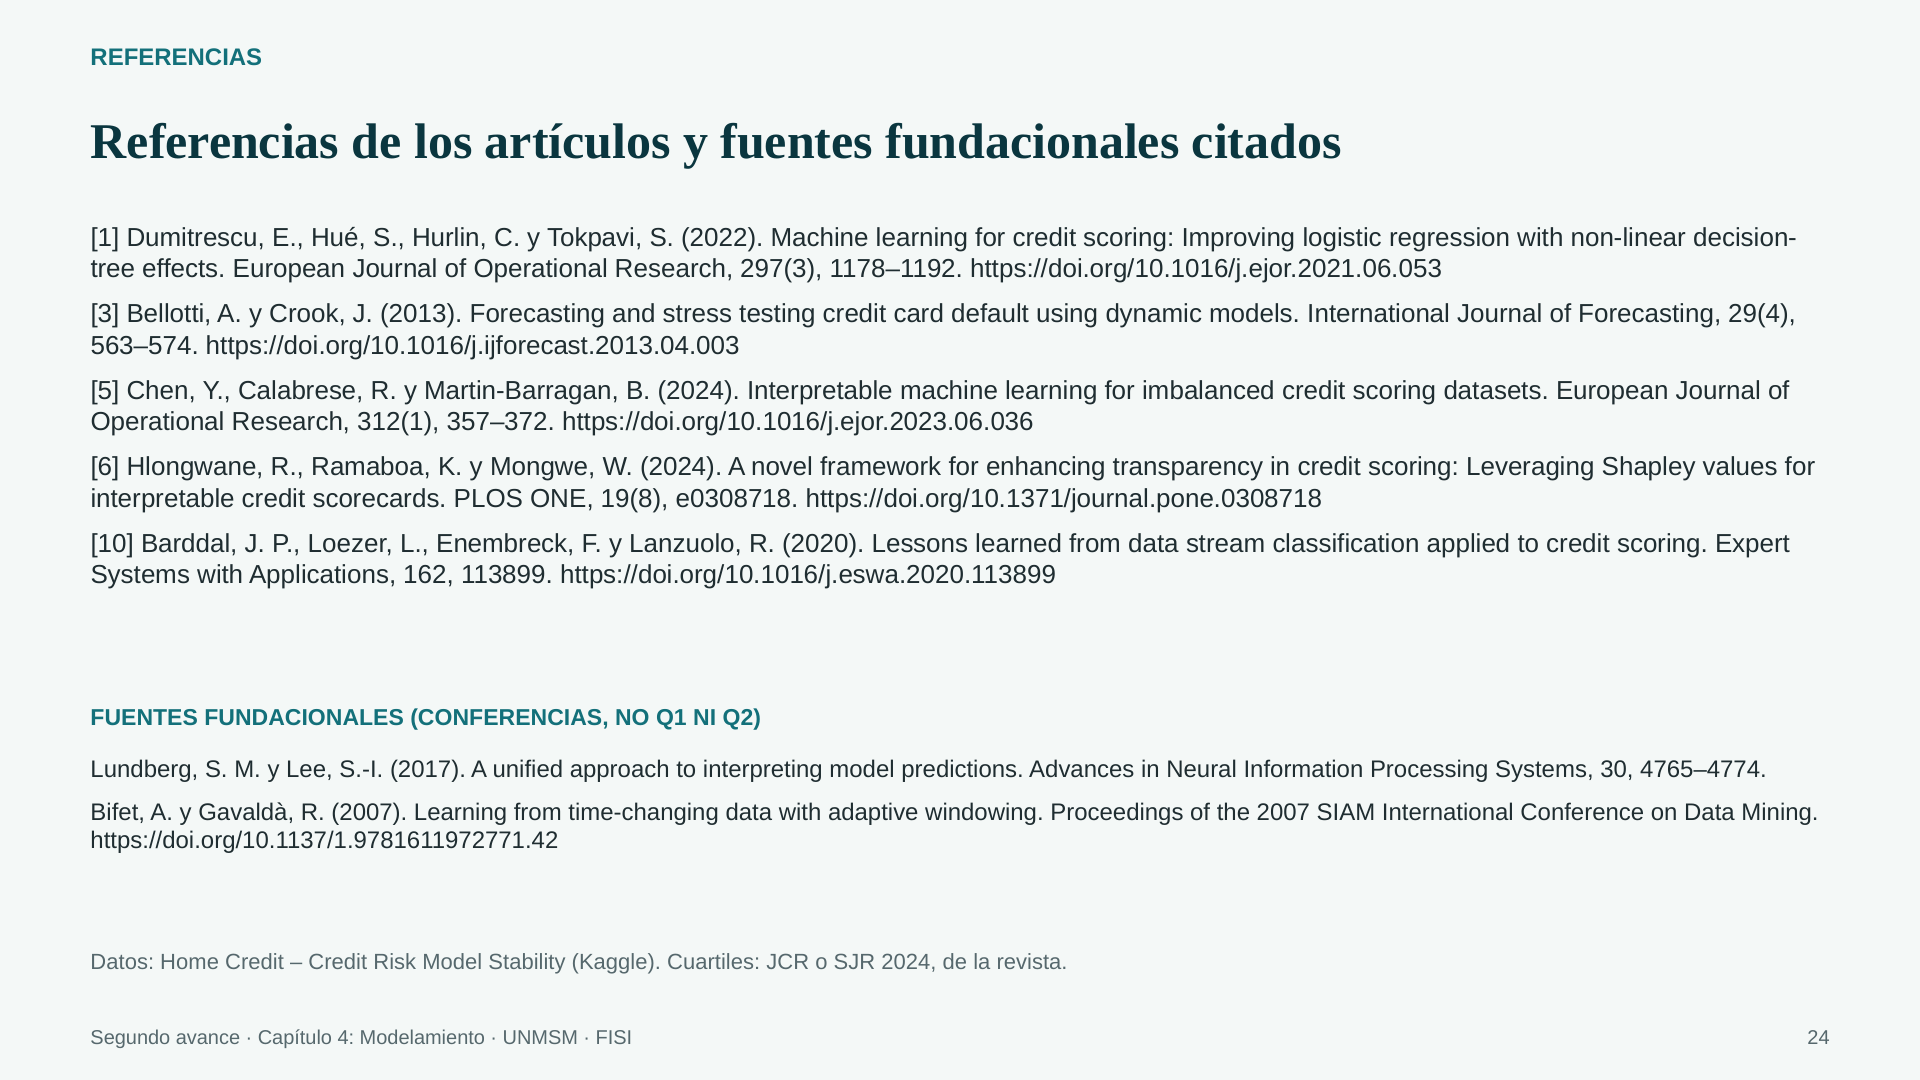 REFERENCIAS
Referencias de los artículos y fuentes fundacionales citados
[1] Dumitrescu, E., Hué, S., Hurlin, C. y Tokpavi, S. (2022). Machine learning for credit scoring: Improving logistic regression with non-linear decision-
tree effects. European Journal of Operational Research, 297(3), 1178–1192. https://doi.org/10.1016/j.ejor.2021.06.053
[3] Bellotti, A. y Crook, J. (2013). Forecasting and stress testing credit card default using dynamic models. International Journal of Forecasting, 29(4),
563–574. https://doi.org/10.1016/j.ijforecast.2013.04.003
[5] Chen, Y., Calabrese, R. y Martin-Barragan, B. (2024). Interpretable machine learning for imbalanced credit scoring datasets. European Journal of
Operational Research, 312(1), 357–372. https://doi.org/10.1016/j.ejor.2023.06.036
[6] Hlongwane, R., Ramaboa, K. y Mongwe, W. (2024). A novel framework for enhancing transparency in credit scoring: Leveraging Shapley values for
interpretable credit scorecards. PLOS ONE, 19(8), e0308718. https://doi.org/10.1371/journal.pone.0308718
[10] Barddal, J. P., Loezer, L., Enembreck, F. y Lanzuolo, R. (2020). Lessons learned from data stream classification applied to credit scoring. Expert
Systems with Applications, 162, 113899. https://doi.org/10.1016/j.eswa.2020.113899
FUENTES FUNDACIONALES (CONFERENCIAS, NO Q1 NI Q2)
Lundberg, S. M. y Lee, S.-I. (2017). A unified approach to interpreting model predictions. Advances in Neural Information Processing Systems, 30, 4765–4774.
Bifet, A. y Gavaldà, R. (2007). Learning from time-changing data with adaptive windowing. Proceedings of the 2007 SIAM International Conference on Data Mining.
https://doi.org/10.1137/1.9781611972771.42
Datos: Home Credit – Credit Risk Model Stability (Kaggle). Cuartiles: JCR o SJR 2024, de la revista.
Segundo avance · Capítulo 4: Modelamiento · UNMSM · FISI
24